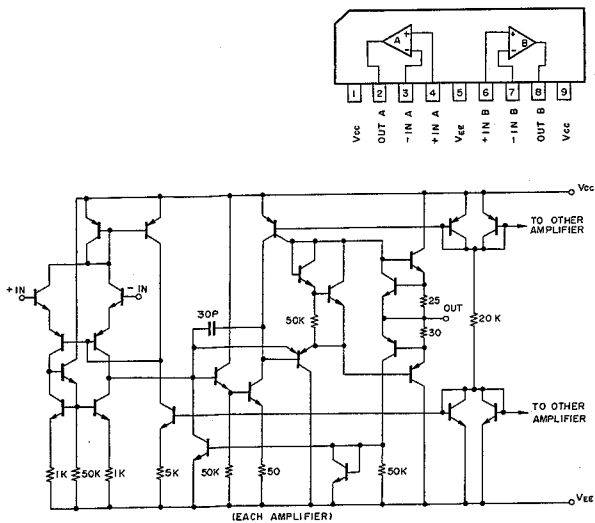 A
B
+
-
+
-
1 2 3 4 5 6 7 8 9
Vcc
OUT A
-IN A
+IN A
VEE
+IN B
-IN B
OUT B
Vcc
Vcc
TO OTHER
AMPLIFIER
+IN
-IN
30P
25
OUT
50K
30
20K
TO OTHER
AMPLIFIER
1K
50K
1K
5K
50K
50
50K
VEE
(EACH AMPLIFIER)